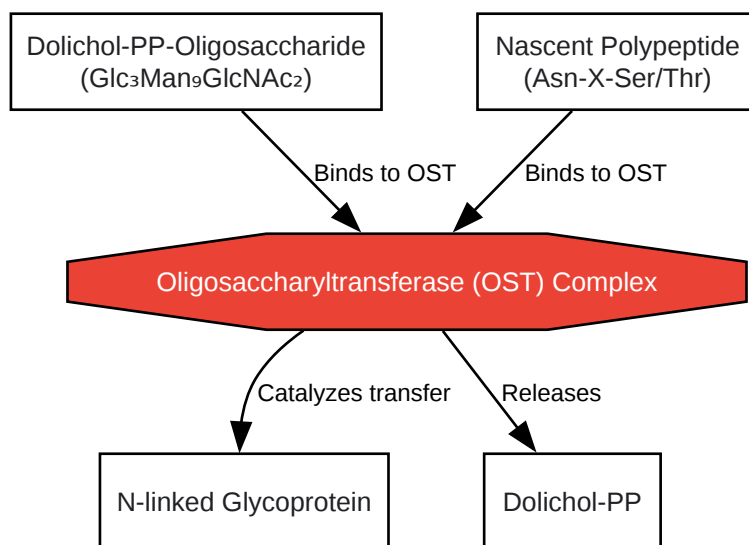 Dolichol-PP-Oligosaccharide
(Glc₃Man₉GlcNAc₂)
Nascent Polypeptide
(Asn-X-Ser/Thr)
Binds to OST
Binds to OST
Oligosaccharyltransferase (OST) Complex
Catalyzes transfer
Releases
N-linked Glycoprotein
Dolichol-PP